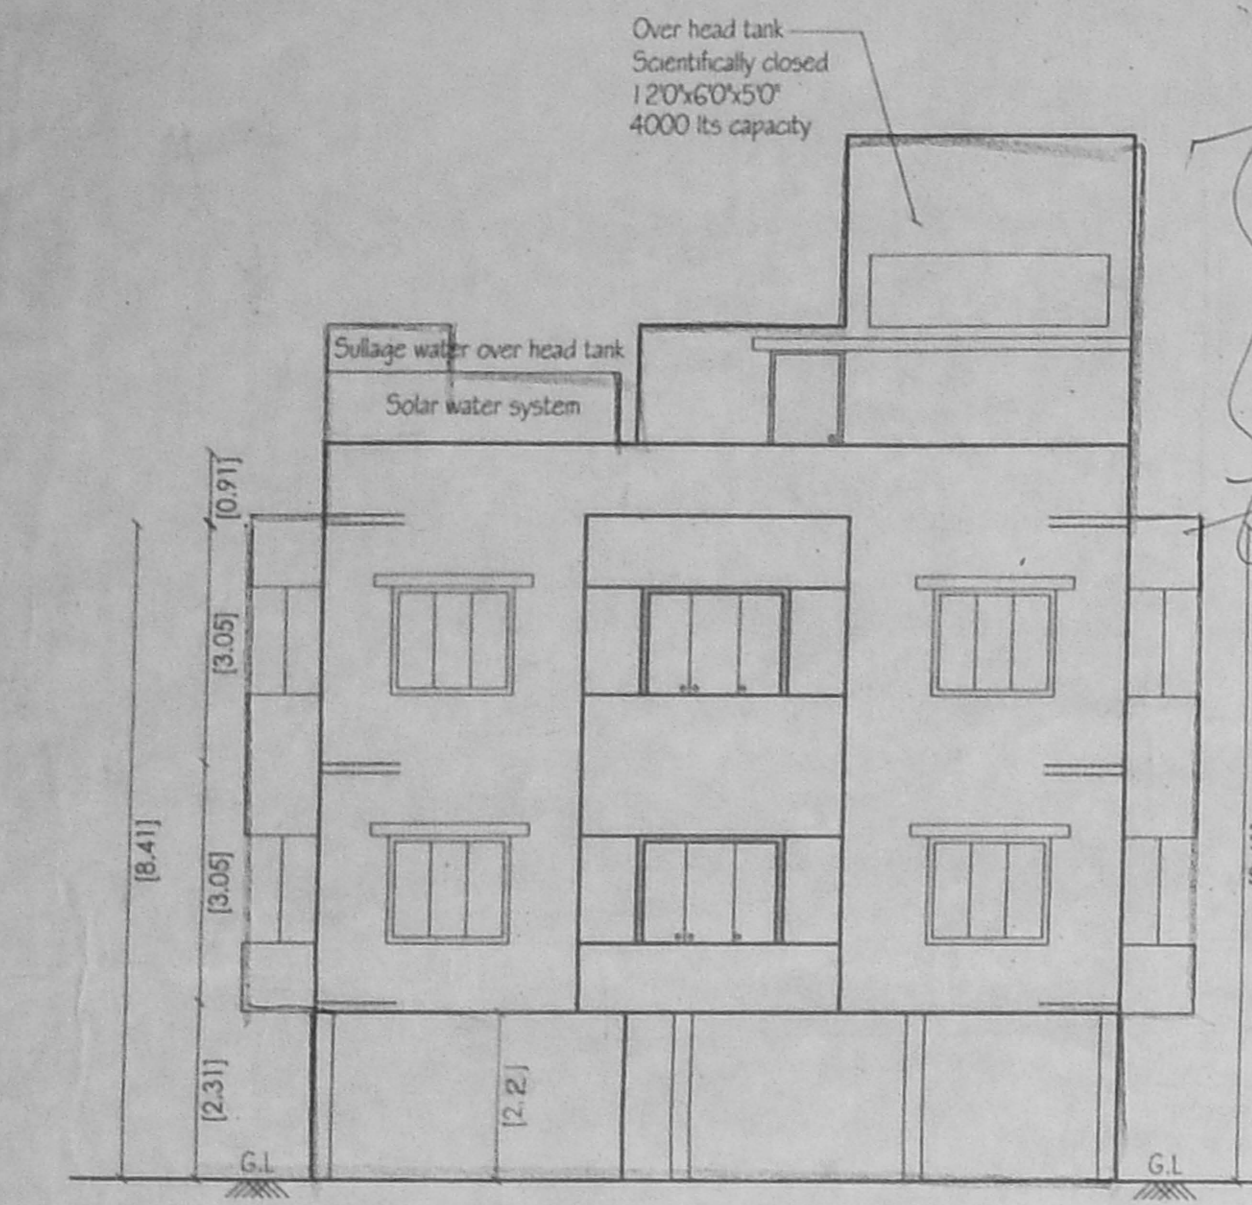 Over head tank
Scientifically closed
12'0"x6'0"x5'0"
4000 lts capacity
Sullage water over head tank
Solar water system
[0.91]
[3.05]
[8.41]
[3.05]
[2.31]
[2.2]
G.L
G.L